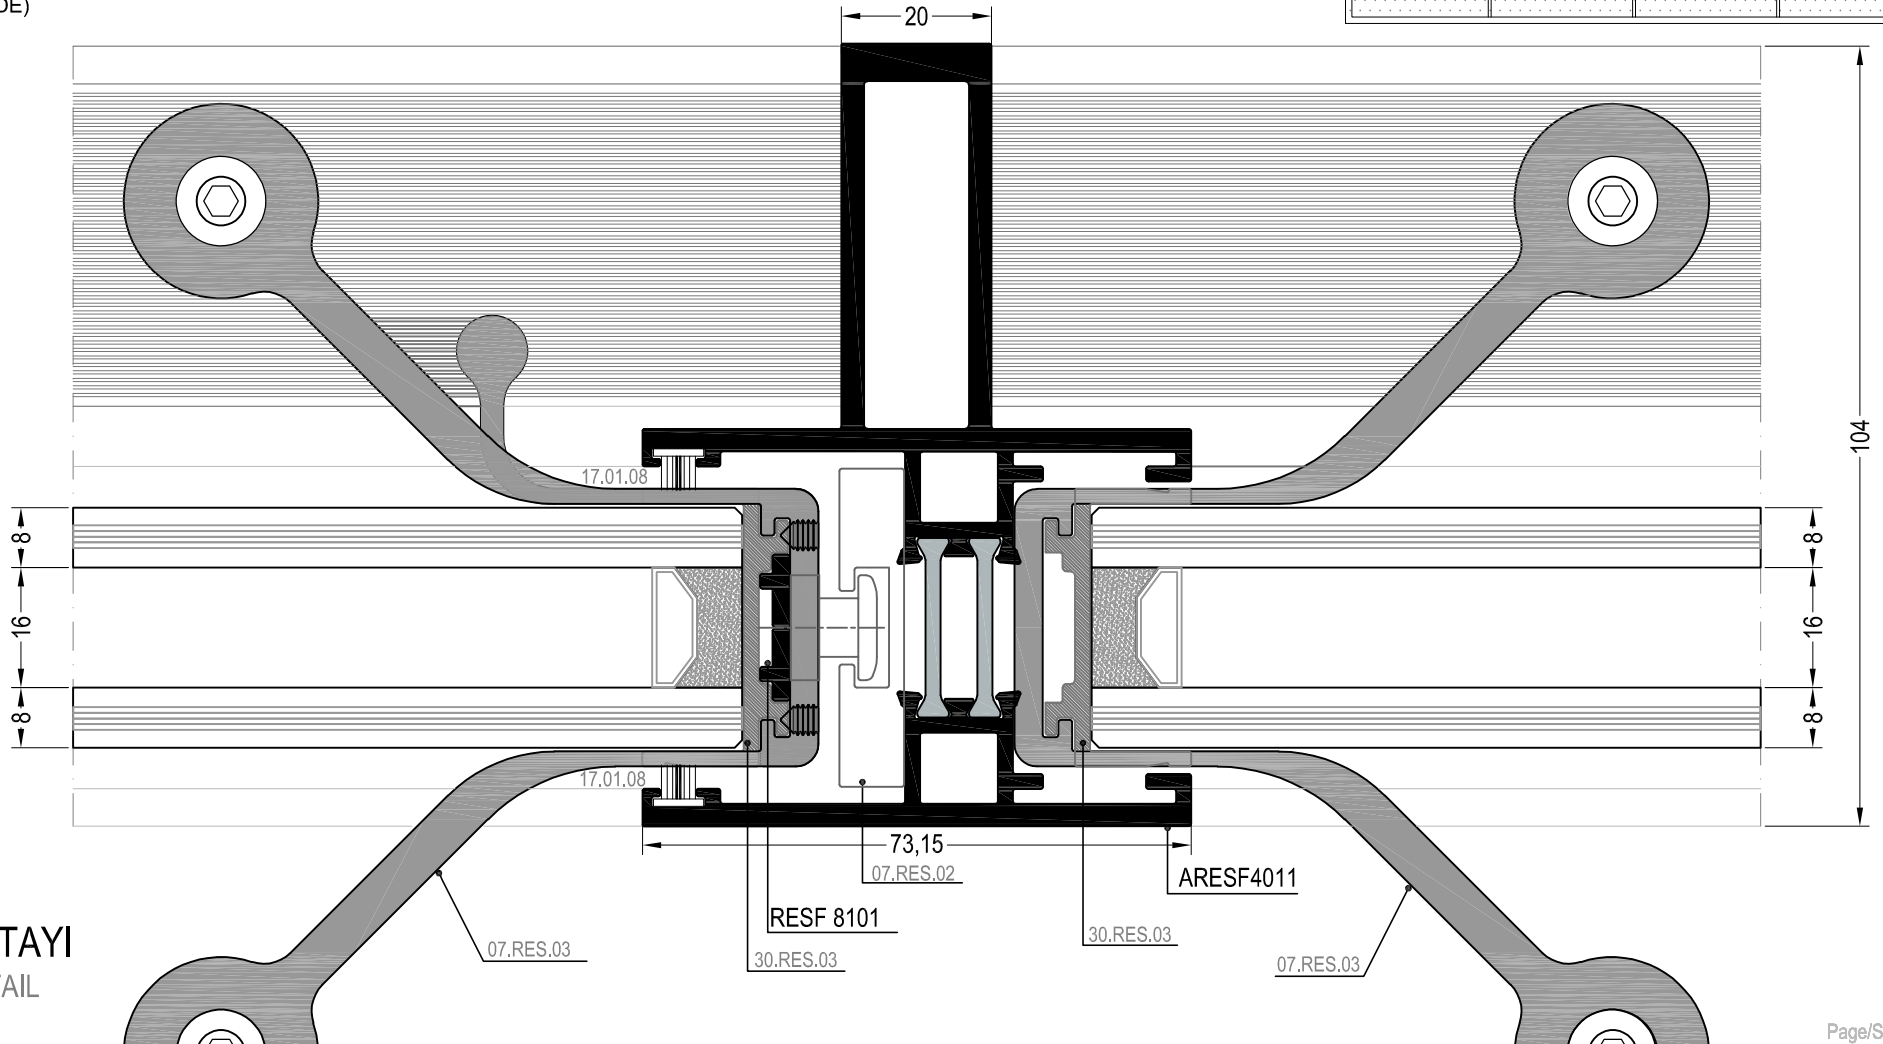 DE)
20
104
17.01.08
8
8
16
16
8
8
17.01.08
73,15
07.RES.02
ARESF4011
RESF 8101
TAYI
07.RES.03
30.RES.03
30.RES.03
07.RES.03
TAIL
Page/S